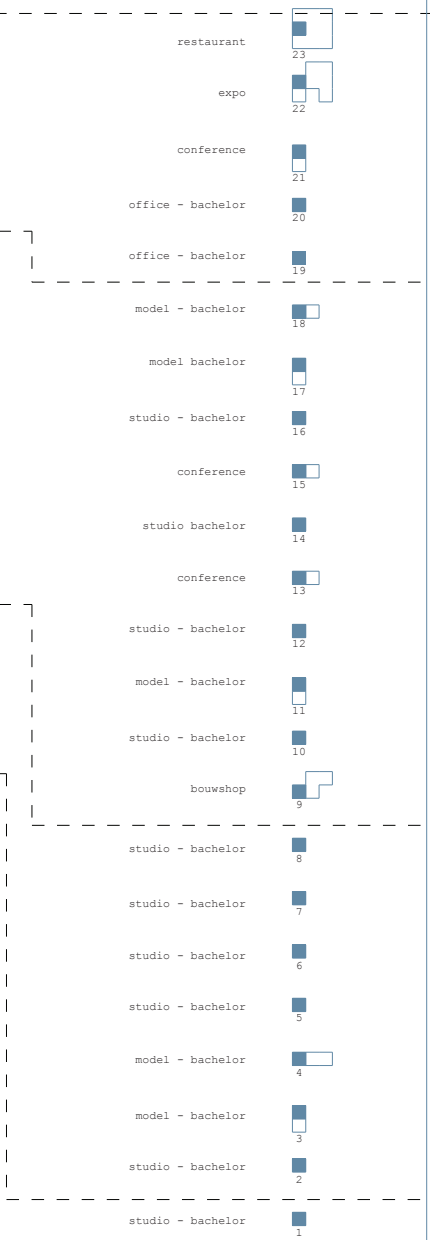 restaurant
23
expo
22
conference
21
office - bachelor
20
office - bachelor
19
model - bachelor
18
model bachelor
17
studio - bachelor
16
conference
15
studio bachelor
14
conference
13
studio - bachelor
12
model - bachelor
11
studio - bachelor
10
bouwshop
9
studio - bachelor
8
studio - bachelor
7
studio - bachelor
6
studio - bachelor
5
model - bachelor
4
model - bachelor
3
studio - bachelor
2
studio - bachelor
1